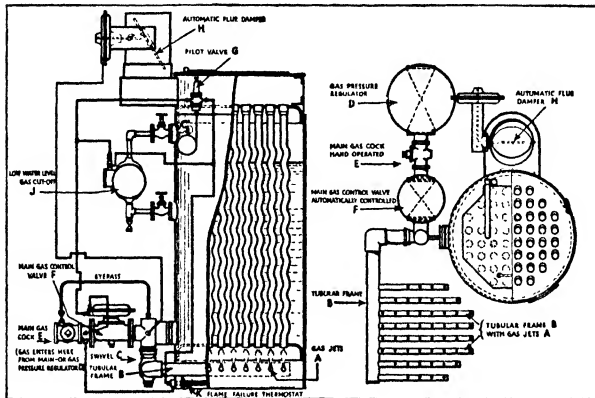 AUTOMATIC FLUE DAMPER
H
PILOT VALVE G
LOW WATER LEVEL
GAS CUT-OFF
J
MAIN GAS CONTROL
VALVE F
BYEPASS
MAIN GAS
COCK E
(GAS ENTERS HERE
FROM MAIN OR GAS
PRESSURE REGULATOR D)
SWIVEL C
TUBULAR
FRAME B
K FLAME FAILURE THERMOSTAT
GAS JETS
A
GAS PRESSURE
REGULATOR
D
AUTOMATIC FLUE
DAMPER H
MAIN GAS COCK
HAND OPERATED
E
MAIN GAS CONTROL VALVE
AUTOMATICALLY CONTROLLED
F
TUBULAR FRAME
B
TUBULAR FRAME B
WITH GAS JETS A